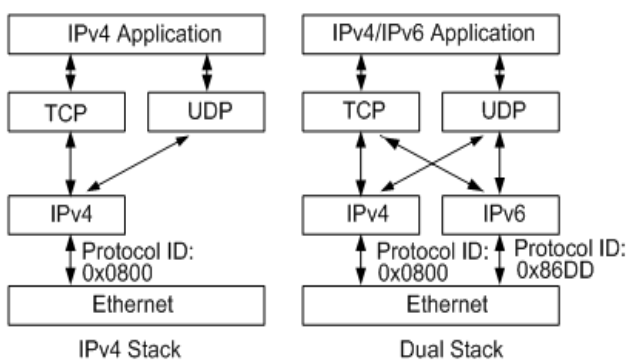 IPv4 Application
TCP
UDP
IPv4
Protocol ID:
0x0800
Ethernet
IPv4 Stack
IPv4/IPv6 Application
TCP
UDP
IPv4
IPv6
Protocol ID:
0x0800
Protocol ID:
0x86DD
Ethernet
Dual Stack